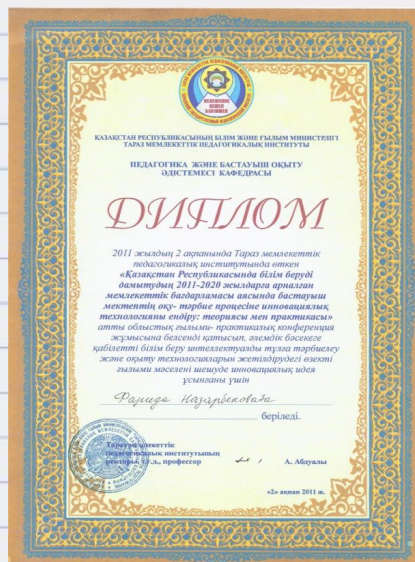 КЕЛЕШЕККЕ
КЕМЕЛ
БІЛІММЕН
ҚАЗАҚСТАН РЕСПУБЛИКАСЫНЫҢ БІЛІМ ЖӘНЕ ҒЫЛЫМ МИНИСТРЛІГІ
ТАРАЗ МЕМЛЕКЕТТІК ПЕДАГОГИКАЛЫҚ ИНСТИТУТЫ
ПЕДАГОГИКА ЖӘНЕ БАСТАУЫШ ОҚЫТУ
ӘДІСТЕМЕСІ КАФЕДРАСЫ
ДИПЛОМ
2011 жылдың 2 ақпанында Тараз мемлекеттік
педагогикалық институтында өткен
«Қазақстан Республикасында білім беруді
дамытудың 2011-2020 жылдарға арналған
мемлекеттік бағдарламасы аясында бастауыш
мектептің оқу- тәрбие процесіне инновациялық
технологияны ендіру: теориясы мен практикасы»
атты облыстық ғылыми- практикалық конференция
жұмысына белсенді қатысып, әлемдік бәсекеге
қабілетті білім беру интеллектуалды тұлға тәрбиелеу
және оқыту технологияларын жетілдірудегі өзекті
ғылыми мәселені шешуде инновациялық идея
ұсынғаны үшін
Фарида Назарбековаға
беріледі.
Тараз мемлекеттік
педагогикалық институтының
ректоры, т.ғ.д., профессор А. Абдуалы
«2» ақпан 2011 ж.